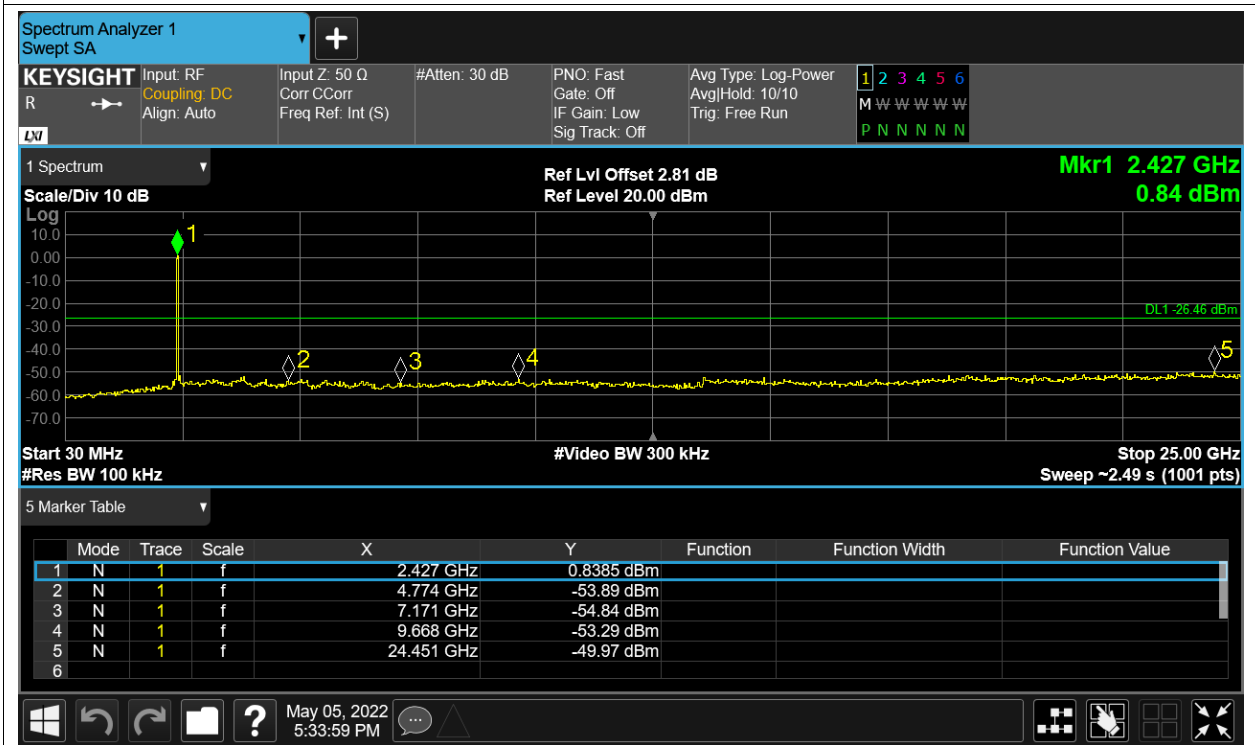 Spectrum Analyzer 1
Swept SA
+
KEYSIGHT
R
LXI
Input: RF
Coupling: DC
Align: Auto
Input Z: 50 Ω
Corr CCorr
Freq Ref: Int (S)
#Atten: 30 dB
PNO: Fast
Gate: Off
IF Gain: Low
Sig Track: Off
Avg Type: Log-Power
Avg|Hold: 10/10
Trig: Free Run
1 2 3 4 5 6
M W W W W W
P N N N N N
1 Spectrum
Scale/Div 10 dB
Ref Lvl Offset 2.81 dB
Ref Level 20.00 dBm
Mkr1 2.427 GHz
0.84 dBm
Log
10.0
0.00
-10.0
-20.0
-30.0
-40.0
-50.0
-60.0
-70.0
1
2
3
4
5
DL1 -26.46 dBm
Start 30 MHz
#Video BW 300 kHz
Stop 25.00 GHz
#Res BW 100 kHz
Sweep ~2.49 s (1001 pts)
5 Marker Table
Mode Trace Scale X Y Function Function Width Function Value
1 N 1 f 2.427 GHz 0.8385 dBm
2 N 1 f 4.774 GHz -53.89 dBm
3 N 1 f 7.171 GHz -54.84 dBm
4 N 1 f 9.668 GHz -53.29 dBm
5 N 1 f 24.451 GHz -49.97 dBm
6
?
May 05, 2022
5:33:59 PM